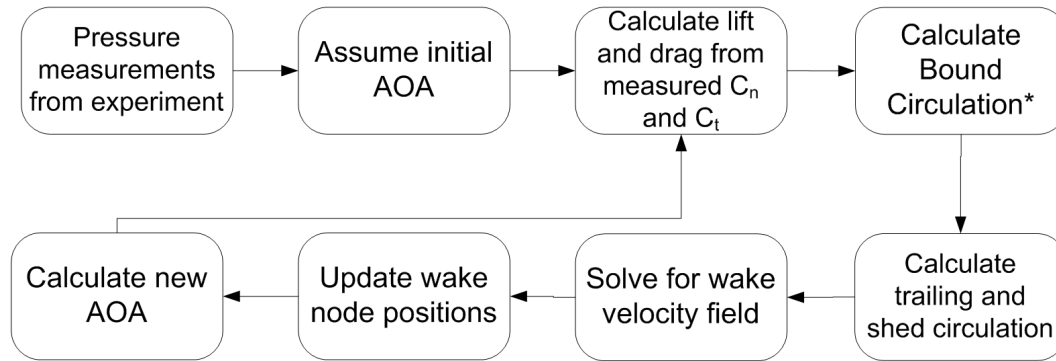 Pressure
measurements
from experiment
Assume initial
AOA
Calculate lift
and drag from
measured Cₙ
and Cₜ
Calculate
Bound
Circulation*
Calculate new
AOA
Update wake
node positions
Solve for wake
velocity field
Calculate
trailing and
shed circulation